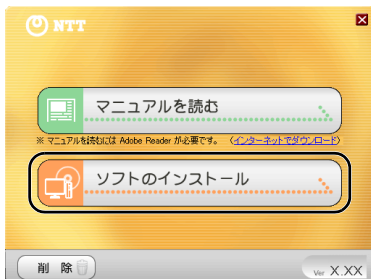 NTT
マニュアルを読む
※ マニュアルを読むには Adobe Reader が必要です。 (インターネットでダウンロード)
ソフトのインストール
削 除
Ver X.XX